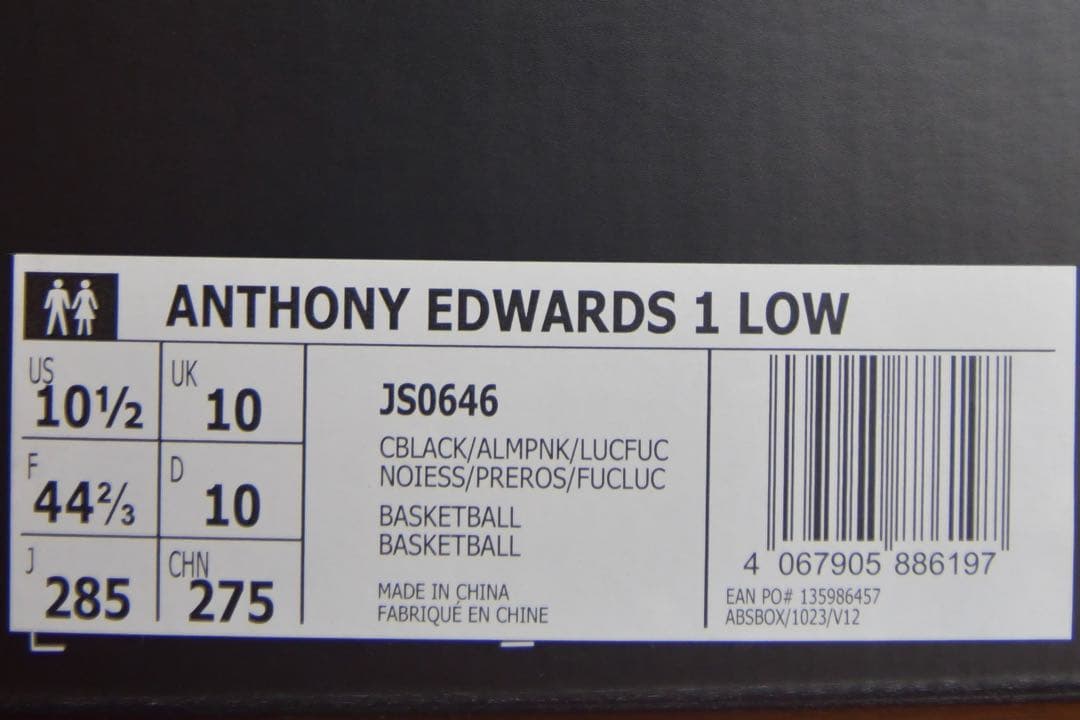 ANTHONY EDWARDS 1 LOW
US 10½ UK 10
F 44⅔ D 10
J 285 CHN 275
JS0646
CBLACK/ALMPNK/LUCFUC
NOIESS/PREROS/FUCLUC
BASKETBALL
BASKETBALL
MADE IN CHINA
FABRIQUÉ EN CHINE
4 067905 886197
EAN PO# 135986457
ABSBOX/1023/V12